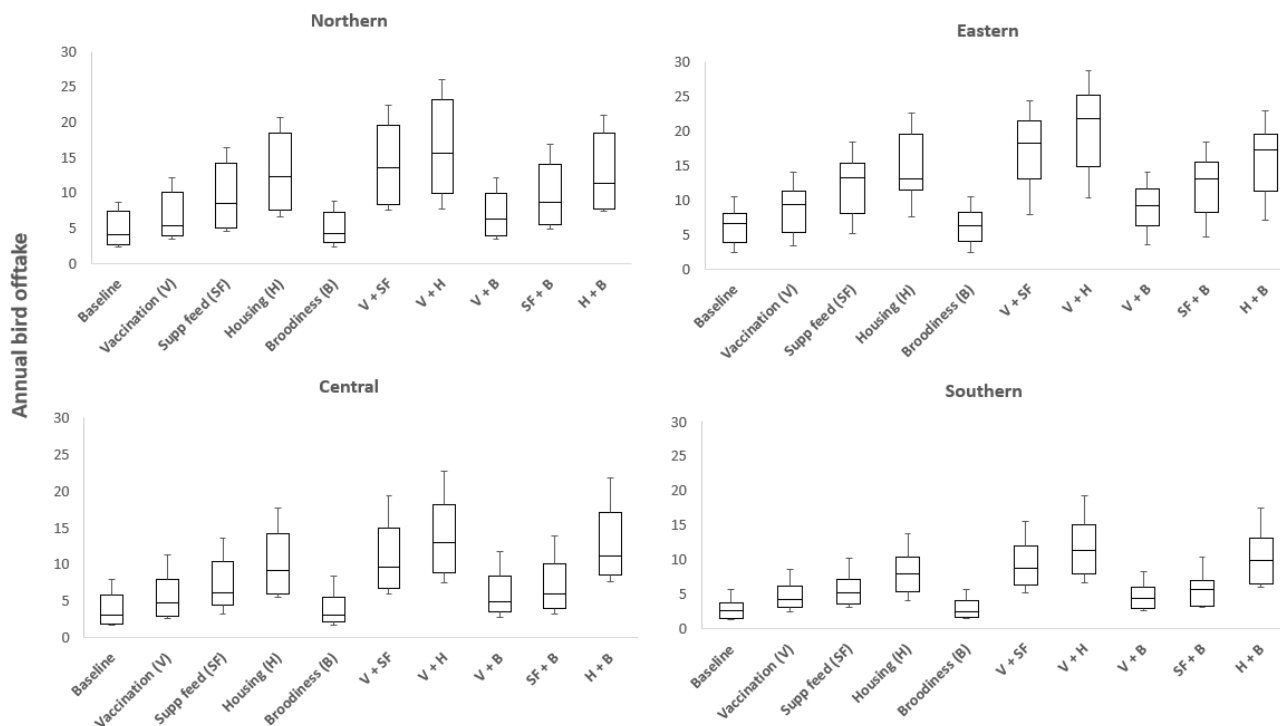 Annual bird offtake
Northern
30
25
20
15
10
5
0
Baseline
Vaccination (V)
Supp feed (SF)
Housing (H)
Broodiness (B)
V + SF
V + H
V + B
SF + B
H + B
Eastern
30
25
20
15
10
5
0
Baseline
Vaccination (V)
Supp feed (SF)
Housing (H)
Broodiness (B)
V + SF
V + H
V + B
SF + B
H + B
Central
30
25
20
15
10
5
0
Baseline
Vaccination (V)
Supp feed (SF)
Housing (H)
Broodiness (B)
V + SF
V + H
V + B
SF + B
H + B
Southern
30
25
20
15
10
5
0
Baseline
Vaccination (V)
Supp feed (SF)
Housing (H)
Broodiness (B)
V + SF
V + H
V + B
SF + B
H + B